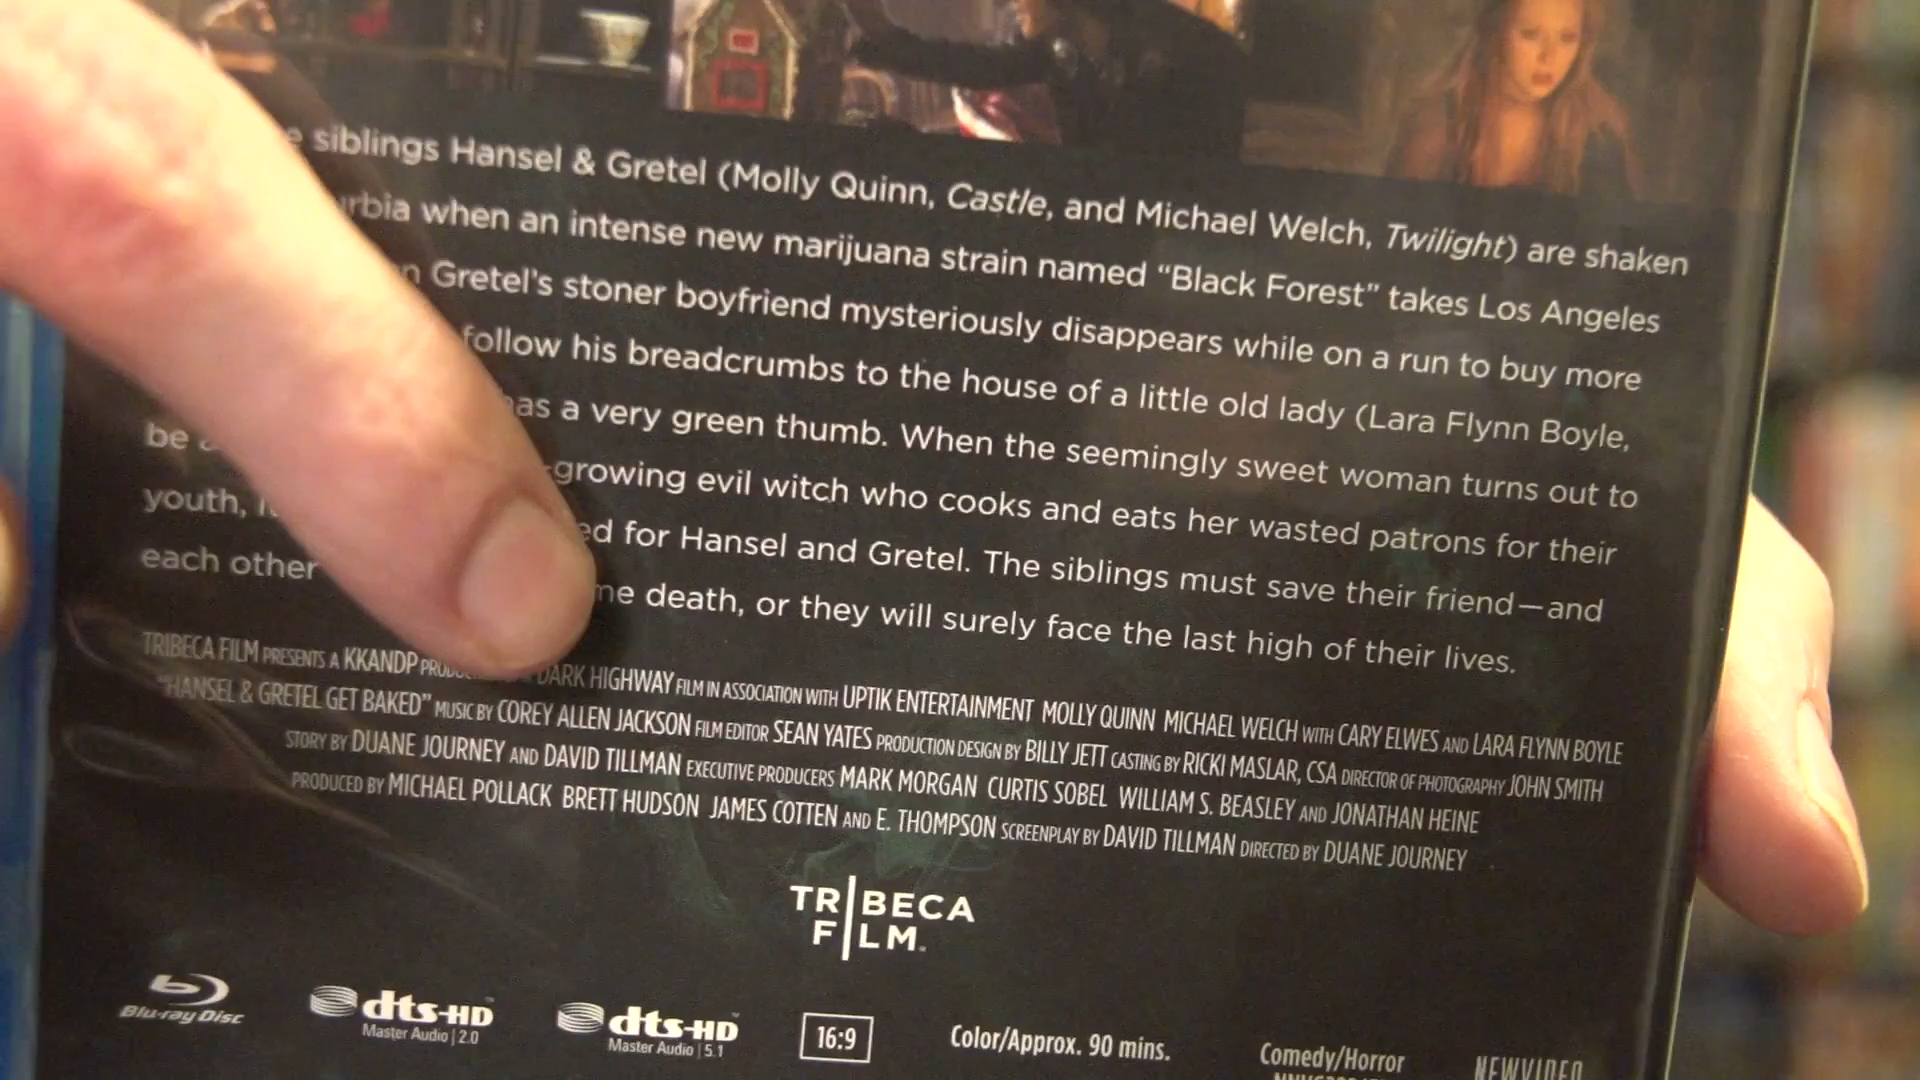 siblings Hansel & Gretel (Molly Quinn, Castle, and Michael Welch, Twilight) are shaken
when an intense new marijuana strain named “Black Forest” takes Los Angeles
Gretel's stoner boyfriend mysteriously disappears while on a run to buy more
follow his breadcrumbs to the house of a little old lady (Lara Flynn Boyle,
has a very green thumb. When the seemingly sweet woman turns out to
be growing evil witch who cooks and eats her wasted patrons for their
youth, for Hansel and Gretel. The siblings must save their friend—and
each other death, or they will surely face the last high of their lives.
TRIBECA FILM PRESENTS A KKANDP DARK HIGHWAY FILM IN ASSOCIATION WITH UPTIK ENTERTAINMENT MOLLY QUINN MICHAEL WELCH WITH CARY ELWES AND LARA FLYNN BOYLE
“HANSEL & GRETEL GET BAKED” MUSIC BY COREY ALLEN JACKSON FILM EDITOR SEAN YATES PRODUCTION DESIGN BY BILLY JETT CASTING BY RICKI MASLAR, CSA DIRECTOR OF PHOTOGRAPHY JOHN SMITH
STORY BY DUANE JOURNEY AND DAVID TILLMAN EXECUTIVE PRODUCERS MARK MORGAN CURTIS SOBEL WILLIAM S. BEASLEY AND JONATHAN HEINE
PRODUCED BY MICHAEL POLLACK BRETT HUDSON JAMES COTTEN AND E. THOMPSON SCREENPLAY BY DAVID TILLMAN DIRECTED BY DUANE JOURNEY
TRIBECA
FILM.
Blu-ray Disc
dts-HD
Master Audio | 2.0
dts-HD
Master Audio | 5.1
16:9
Color/Approx. 90 mins.
Comedy/Horror
NEWVIDEO